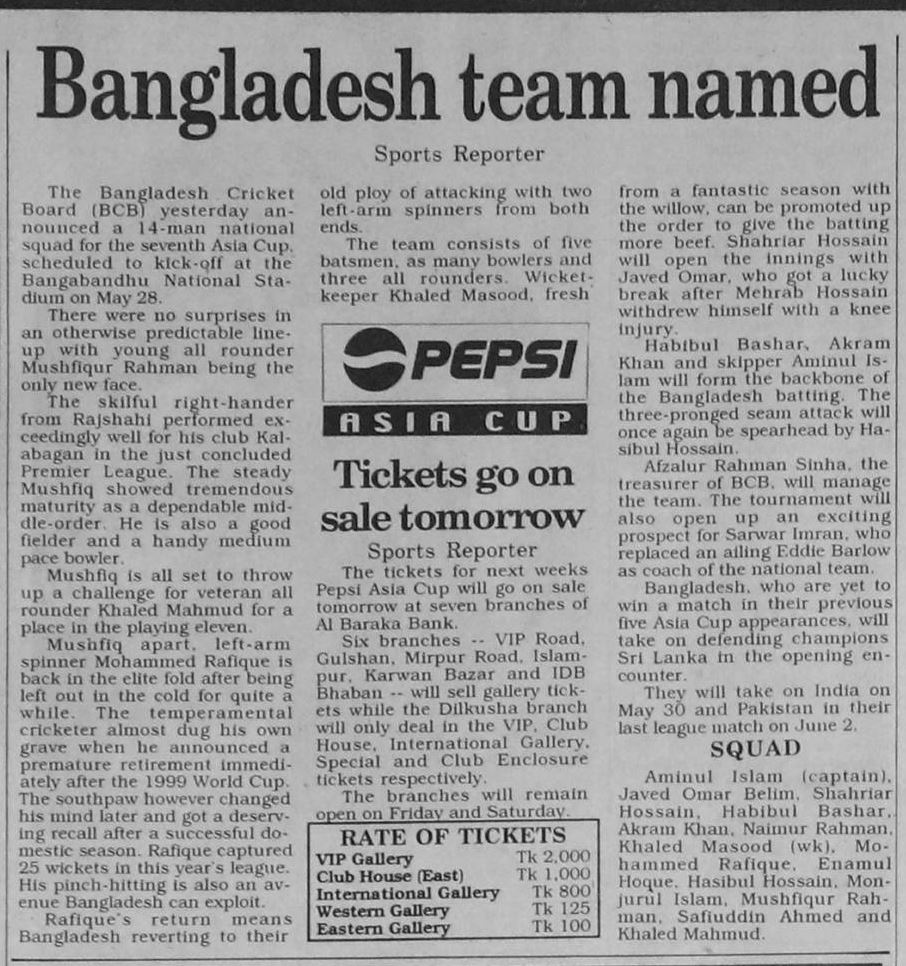 Bangladesh team named
Sports Reporter
The Bangladesh Cricket
Board (BCB) yesterday an-
nounced a 14-man national
squad for the seventh Asia Cup,
scheduled to kick-off at the
Bangabandhu National Sta-
dium on May 28.
There were no surprises in
an otherwise predictable line-
up with young all rounder
Mushfiqur Rahman being the
only new face.
The skilful right-hander
from Rajshahi performed ex-
ceedingly well for his club Kal-
abagan in the just concluded
Premier League. The steady
Mushfiq showed tremendous
maturity as a dependable mid-
dle-order. He is also a good
fielder and a handy medium
pace bowler.
Mushfiq is all set to throw
up a challenge for veteran all
rounder Khaled Mahmud for a
place in the playing eleven.
Mushfiq apart, left-arm
spinner Mohammed Rafique is
back in the elite fold after being
left out in the cold for quite a
while. The temperamental
cricketer almost dug his own
grave when he announced a
premature retirement immedi-
ately after the 1999 World Cup.
The southpaw however changed
his mind later and got a deserv-
ing recall after a successful do-
mestic season. Rafique captured
25 wickets in this year's league.
His pinch-hitting is also an av-
enue Bangladesh can exploit.
Rafique's return means
Bangladesh reverting to their
old ploy of attacking with two
left-arm spinners from both
ends.
The team consists of five
batsmen, as many bowlers and
three all rounders. Wicket-
keeper Khaled Masood, fresh
from a fantastic season with
the willow, can be promoted up
the order to give the batting
more beef. Shahriar Hossain
will open the innings with
Javed Omar, who got a lucky
break after Mehrab Hossain
withdrew himself with a knee
injury.
Habibul Bashar, Akram
Khan and skipper Aminul Is-
lam will form the backbone of
the Bangladesh batting. The
three-pronged seam attack will
once again be spearhead by Ha-
sibul Hossain.
Afzalur Rahman Sinha, the
treasurer of BCB, will manage
the team. The tournament will
also open up an exciting
prospect for Sarwar Imran, who
replaced an ailing Eddie Barlow
as coach of the national team.
Bangladesh, who are yet to
win a match in their previous
five Asia Cup appearances, will
take on defending champions
Sri Lanka in the opening en-
counter.
They will take on India on
May 30 and Pakistan in their
last league match on June 2.
SQUAD
Aminul Islam (captain),
Javed Omar Belim, Shahriar
Hossain, Habibul Bashar,
Akram Khan, Naimur Rahman,
Khaled Masood (wk), Mo-
hammed Rafique, Enamul
Hoque, Hasibul Hossain, Mon-
jurul Islam, Mushfiqur Rah-
man, Safiuddin Ahmed and
Khaled Mahmud.
PEPSI
ASIA CUP
Tickets go on
sale tomorrow
Sports Reporter
The tickets for next weeks
Pepsi Asia Cup will go on sale
tomorrow at seven branches of
Al Baraka Bank.
Six branches -- VIP Road,
Gulshan, Mirpur Road, Islam-
pur, Karwan Bazar and IDB
Bhaban -- will sell gallery tick-
ets while the Dilkusha branch
will only deal in the VIP, Club
House, International Gallery,
Special and Club Enclosure
tickets respectively.
The branches will remain
open on Friday and Saturday.
RATE OF TICKETS
VIP Gallery Tk 2,000
Club House (East) Tk 1,000
International Gallery Tk 800
Western Gallery Tk 125
Eastern Gallery Tk 100